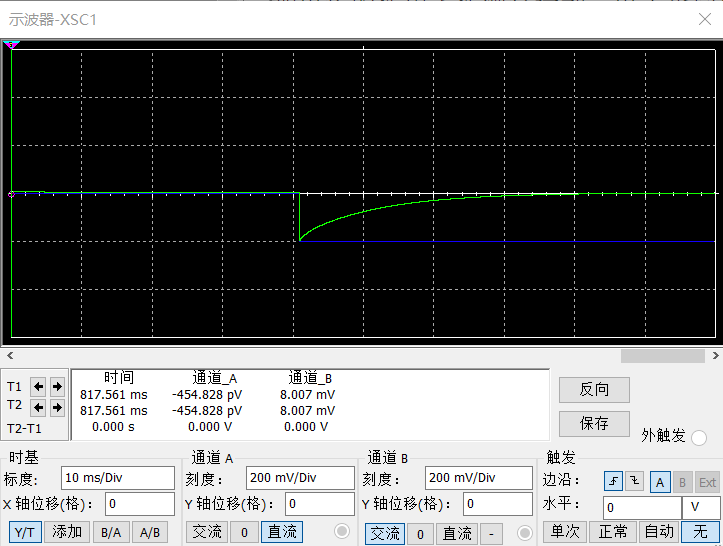 示波器-XSC1
时间 通道_A 通道_B
T1 817.561 ms -454.828 pV 8.007 mV
T2 817.561 ms -454.828 pV 8.007 mV
T2-T1 0.000 s 0.000 V 0.000 V
反向
保存
外触发
时基 通道 A 通道 B 触发
标度: 10 ms/Div 刻度: 200 mV/Div 刻度: 200 mV/Div 边沿: A B Ext
X 轴位移(格): 0 Y 轴位移(格): 0 Y 轴位移(格): 0 水平: 0 V
Y/T 添加 B/A A/B 交流 0 直流 交流 0 直流 - 单次 正常 自动 无